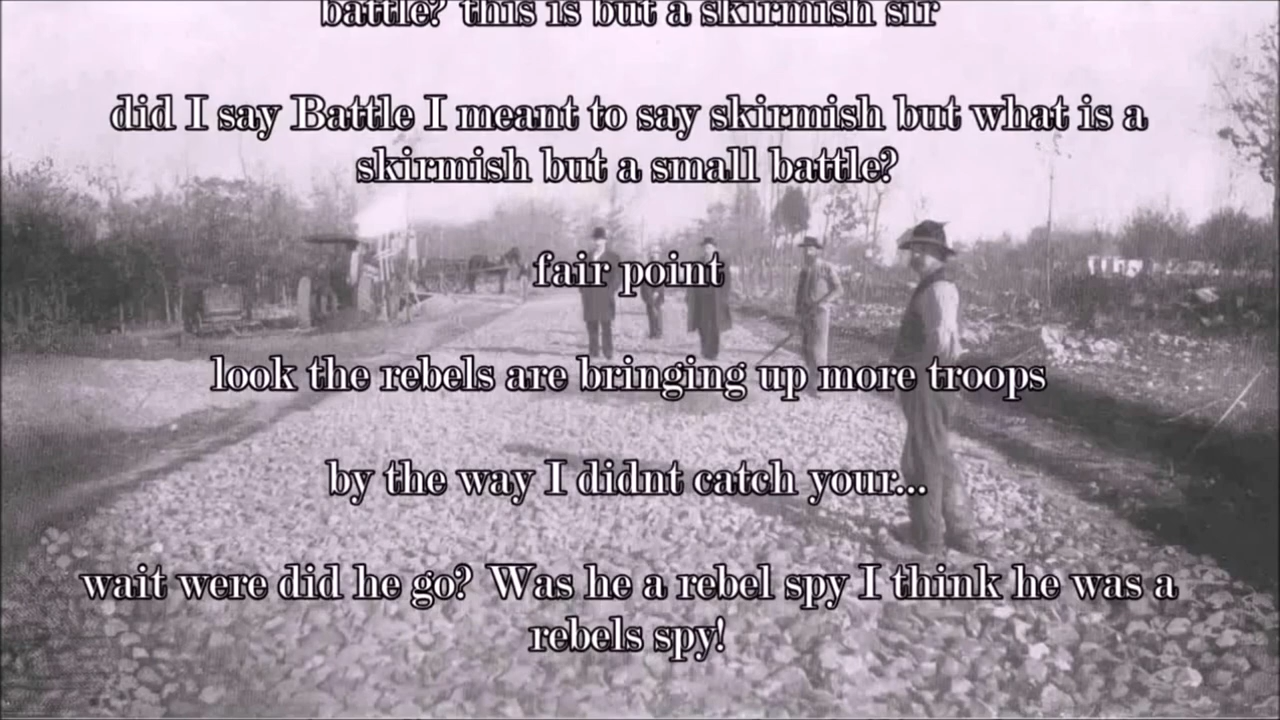 battle? this is but a skirmish sir
did I say Battle I meant to say skirmish but what is a
skirmish but a small battle?
fair point
look the rebels are bringing up more troops
by the way I didnt catch your...
wait were did he go? Was he a rebel spy I think he was a
rebels spy!